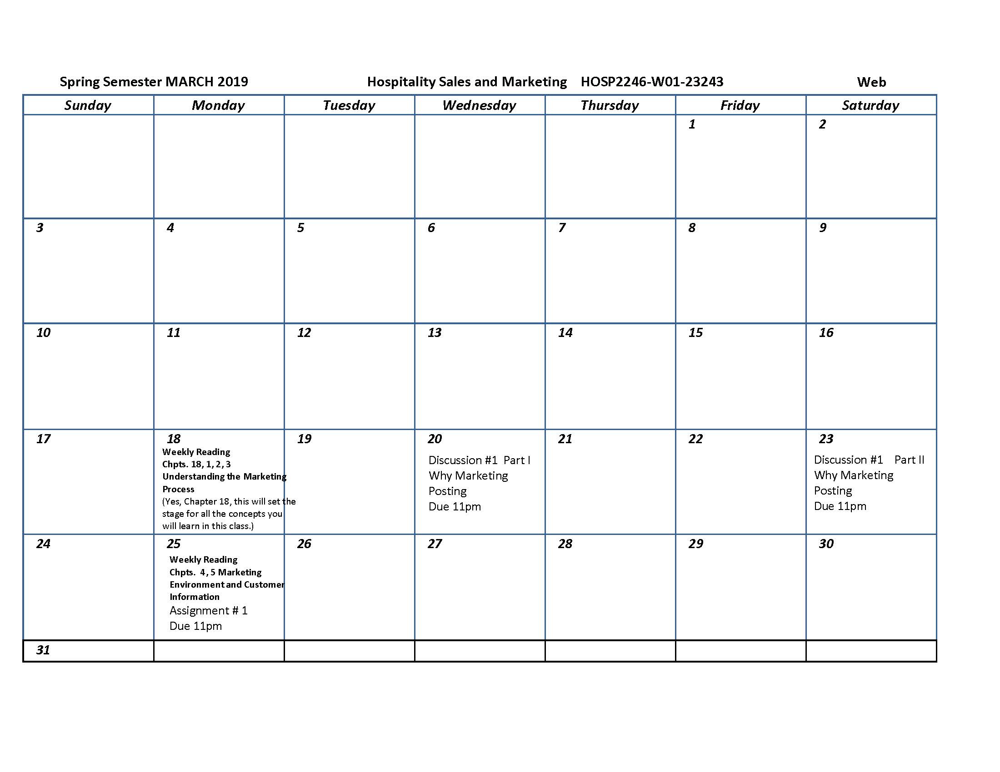 Spring Semester MARCH 2019 Hospitality Sales and Marketing HOSP2246-W01-23243 Web
Sunday Monday Tuesday Wednesday Thursday Friday Saturday
1 2
3 4 5 6 7 8 9
10 11 12 13 14 15 16
17 18 19 20 21 22 23
Weekly Reading
Chpts. 18, 1, 2, 3
Understanding the Marketing
Process
(Yes, Chapter 18, this will set the
stage for all the concepts you
will learn in this class.)
Discussion #1 Part I
Why Marketing
Posting
Due 11pm
Discussion #1 Part II
Why Marketing
Posting
Due 11pm
24 25 26 27 28 29 30
Weekly Reading
Chpts. 4, 5 Marketing
Environment and Customer
Information
Assignment # 1
Due 11pm
31